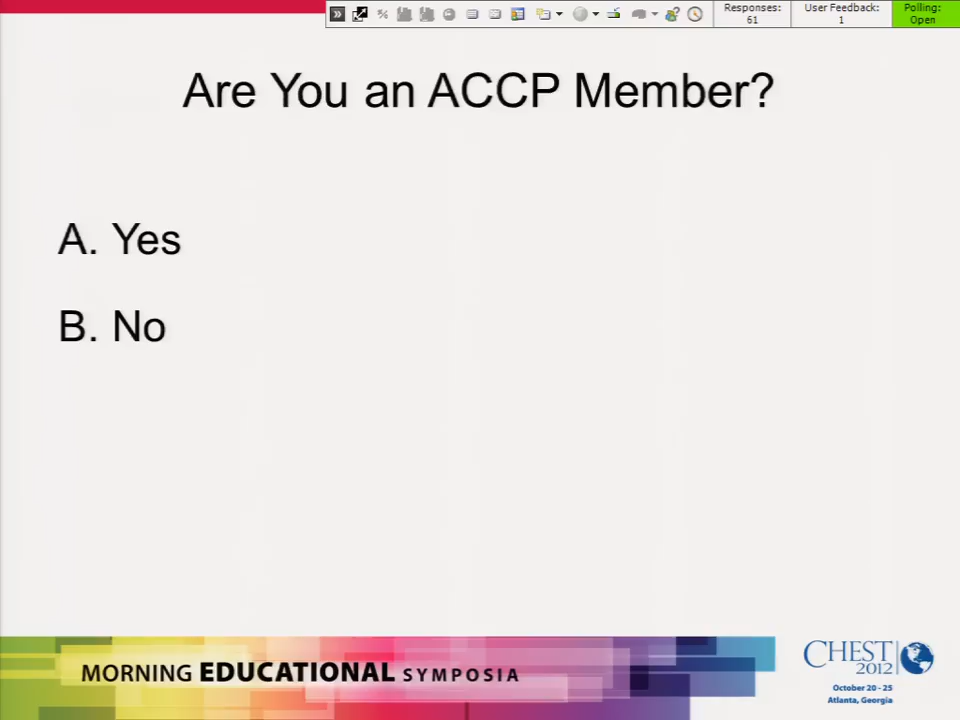 Responses:
61
User Feedback:
1
Polling:
Open
Are You an ACCP Member?
A. Yes
B. No
MORNING EDUCATIONAL SYMPOSIA
CHEST
2012
October 20 - 25
Atlanta, Georgia